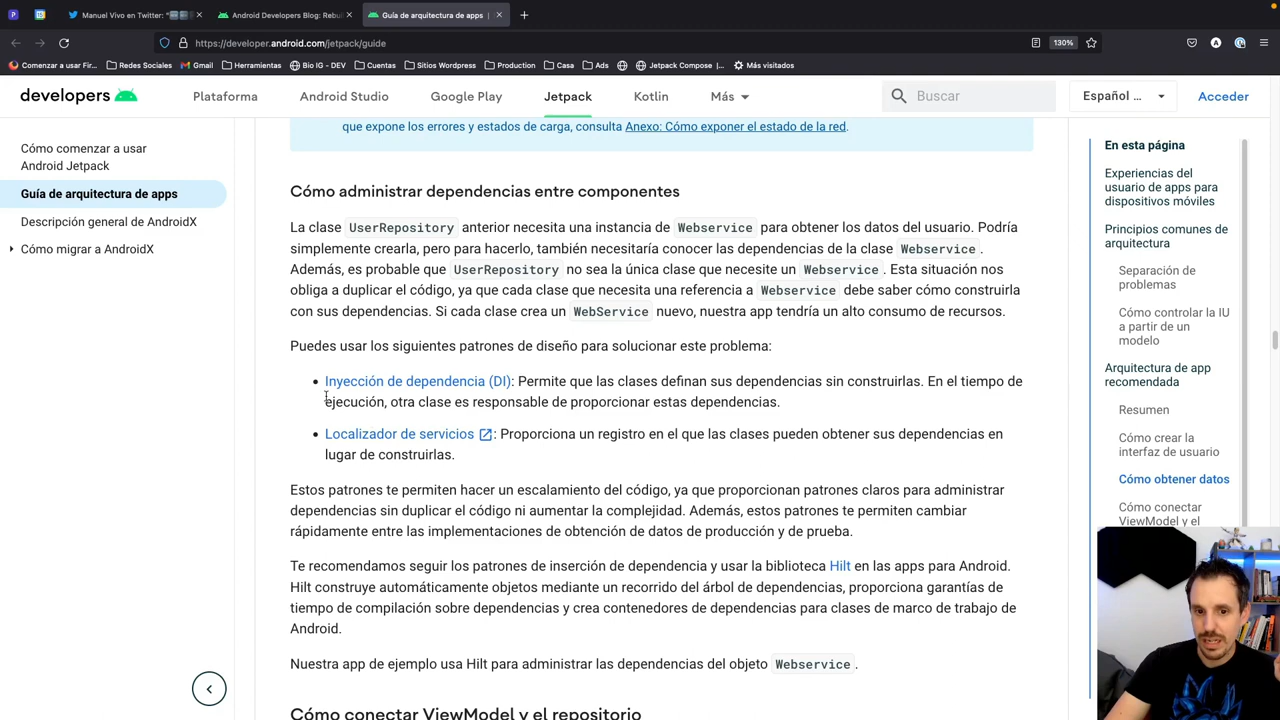 Manuel Vivo en Twitter: "
Android Developers Blog: Rebui
Guía de arquitectura de apps
https://developer.android.com/jetpack/guide
130%
Comenzar a usar Fir...
Redes Sociales
Gmail
Herramientas
Bio IG - DEV
Cuentas
Sitios Wordpress
Production
Casa
Ads
Jetpack Compose |...
Más visitados
developers
Plataforma
Android Studio
Google Play
Jetpack
Kotlin
Más
Buscar
Español ...
Acceder
Cómo comenzar a usar
Android Jetpack
Guía de arquitectura de apps
Descripción general de AndroidX
Cómo migrar a AndroidX
que expone los errores y estados de carga, consulta Anexo: Cómo exponer el estado de la red.
Cómo administrar dependencias entre componentes
La clase UserRepository anterior necesita una instancia de Webservice para obtener los datos del usuario. Podría
simplemente crearla, pero para hacerlo, también necesitaría conocer las dependencias de la clase Webservice.
Además, es probable que UserRepository no sea la única clase que necesite un Webservice. Esta situación nos
obliga a duplicar el código, ya que cada clase que necesita una referencia a Webservice debe saber cómo construirla
con sus dependencias. Si cada clase crea un WebService nuevo, nuestra app tendría un alto consumo de recursos.
Puedes usar los siguientes patrones de diseño para solucionar este problema:
• Inyección de dependencia (DI): Permite que las clases definan sus dependencias sin construirlas. En el tiempo de
ejecución, otra clase es responsable de proporcionar estas dependencias.
• Localizador de servicios : Proporciona un registro en el que las clases pueden obtener sus dependencias en
lugar de construirlas.
Estos patrones te permiten hacer un escalamiento del código, ya que proporcionan patrones claros para administrar
dependencias sin duplicar el código ni aumentar la complejidad. Además, estos patrones te permiten cambiar
rápidamente entre las implementaciones de obtención de datos de producción y de prueba.
Te recomendamos seguir los patrones de inserción de dependencia y usar la biblioteca Hilt en las apps para Android.
Hilt construye automáticamente objetos mediante un recorrido del árbol de dependencias, proporciona garantías de
tiempo de compilación sobre dependencias y crea contenedores de dependencias para clases de marco de trabajo de
Android.
Nuestra app de ejemplo usa Hilt para administrar las dependencias del objeto Webservice.
Cómo conectar ViewModel y el repositorio
En esta página
Experiencias del
usuario de apps para
dispositivos móviles
Principios comunes de
arquitectura
Separación de
problemas
Cómo controlar la IU
a partir de un
modelo
Arquitectura de app
recomendada
Resumen
Cómo crear la
interfaz de usuario
Cómo obtener datos
Cómo conectar
ViewModel y el